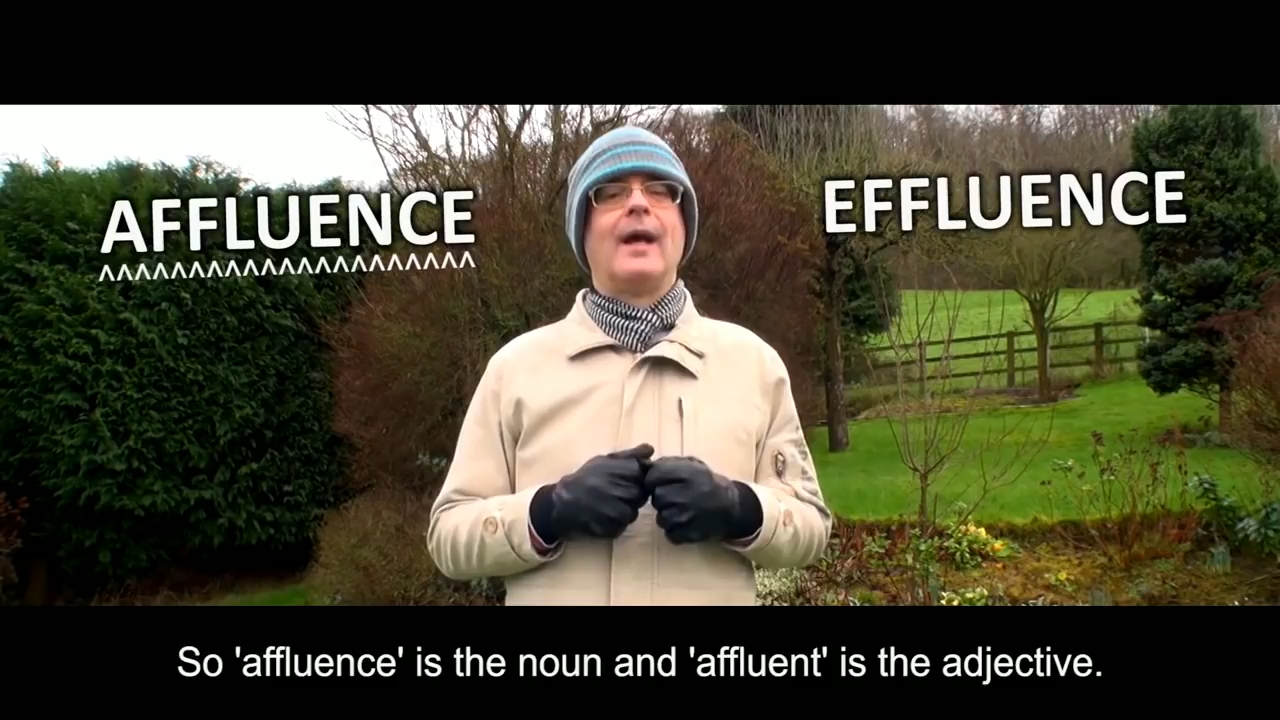 AFFLUENCE
^^^^^^^^^^^^^^^^^^^^^
EFFLUENCE
So 'affluence' is the noun and 'affluent' is the adjective.